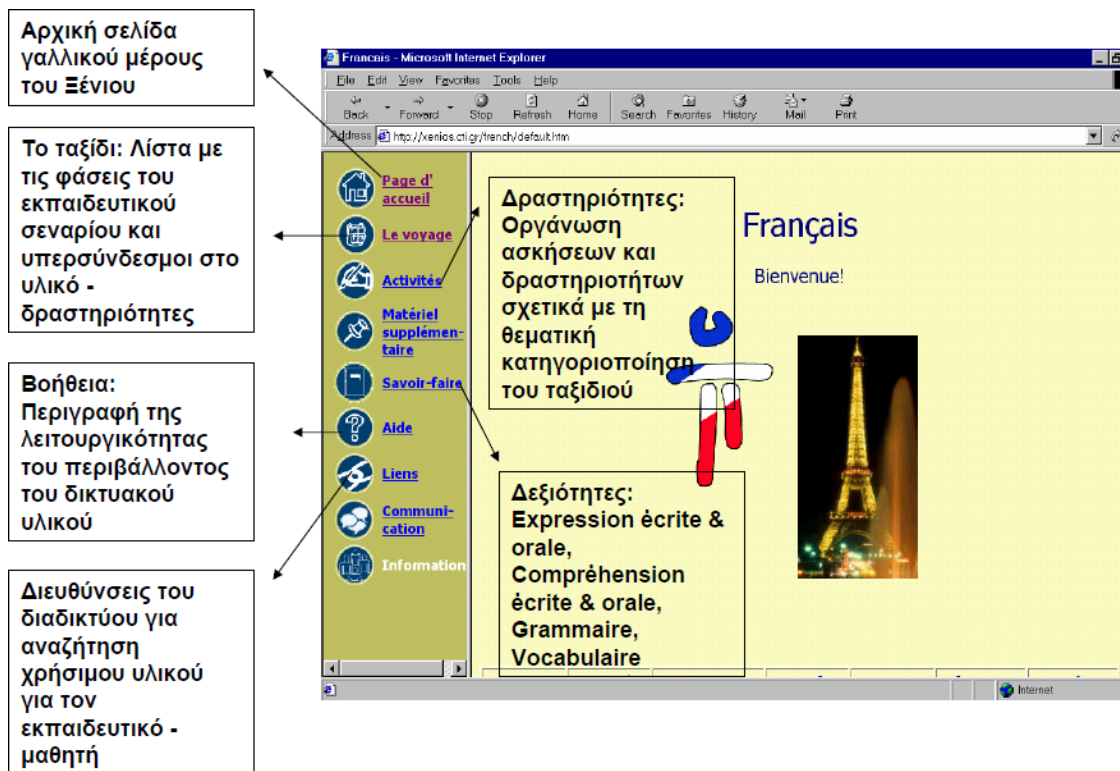 Αρχική σελίδα
γαλλικού μέρους
του Ξένιου
Το ταξίδι: Λίστα με
τις φάσεις του
εκπαιδευτικού
σεναρίου και
υπερσύνδεσμοι στο
υλικό -
δραστηριότητες
Βοήθεια:
Περιγραφή της
λειτουργικότητας
του περιβάλλοντος
του δικτυακού
υλικού
Διευθύνσεις του
διαδικτύου για
αναζήτηση
χρήσιμου υλικού
για τον
εκπαιδευτικό -
μαθητή
Francais - Microsoft Internet Explorer
File Edit View Favorites Tools Help
Back Forward Stop Refresh Home Search Favorites History Mail Print
Address http://xenios.cti.gr/french/default.htm
Page d'
accueil
Le voyage
Activités
Matériel
supplémen-
taire
Savoir-faire
Aide
Liens
Communi-
cation
Information
Δραστηριότητες:
Οργάνωση
ασκήσεων και
δραστηριοτήτων
σχετικά με τη
θεματική
κατηγοριοποίηση
του ταξιδιού
Français
Bienvenue!
Δεξιότητες:
Expression écrite &
orale,
Compréhension
écrite & orale,
Grammaire,
Vocabulaire
Internet